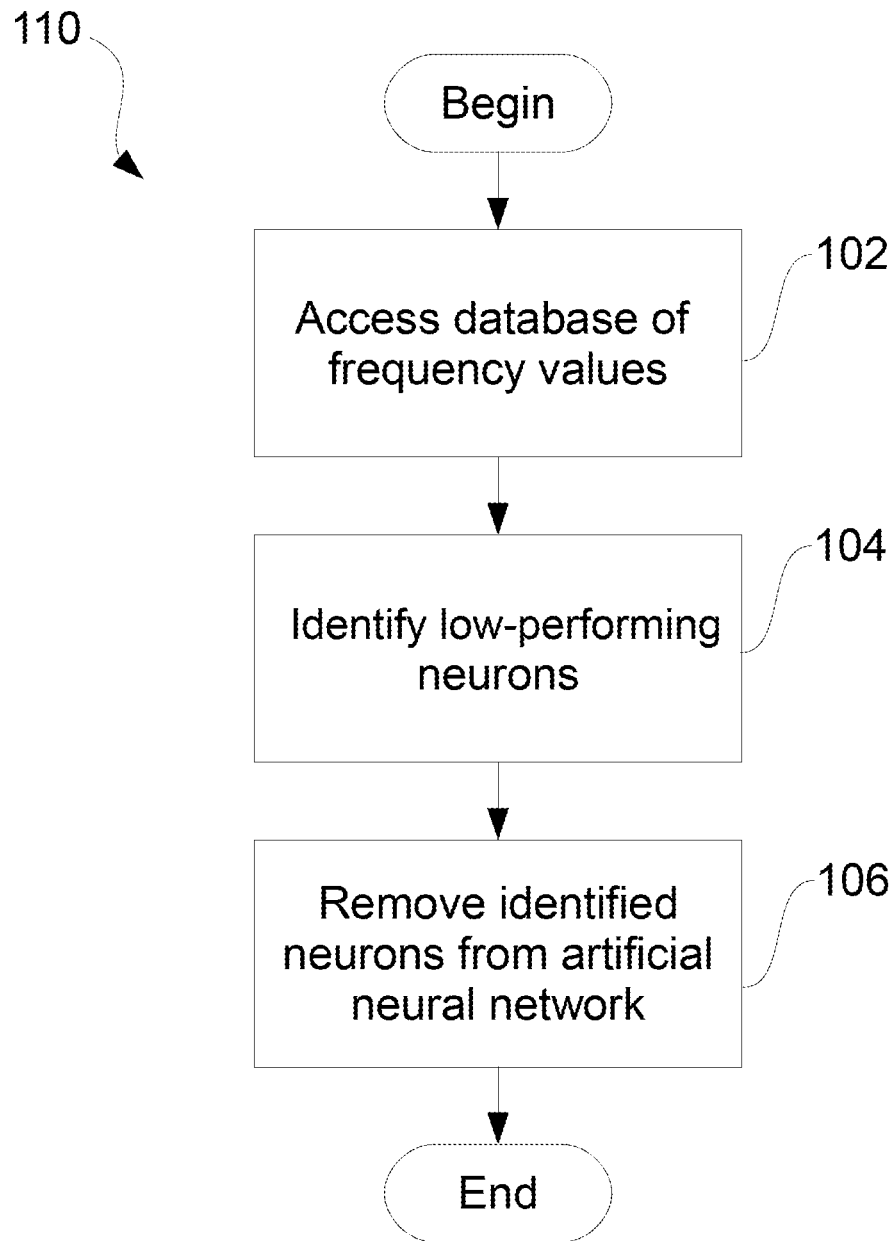 110
Begin
102
Access database of
frequency values
104
Identify low-performing
neurons
106
Remove identified
neurons from artificial
neural network
End